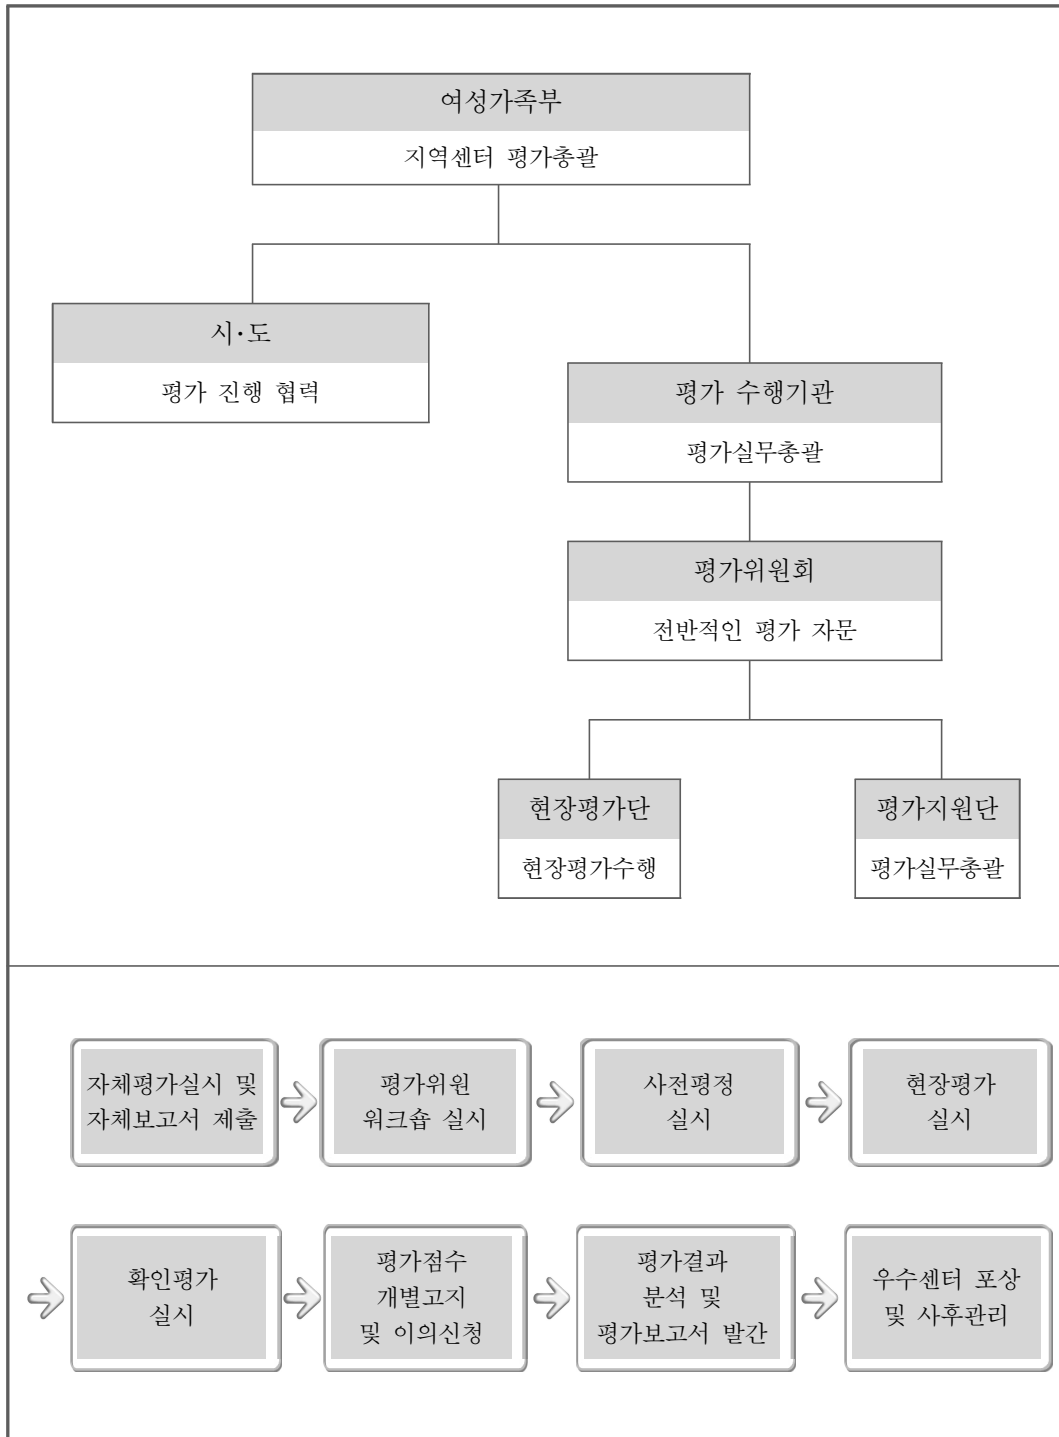 여성가족부
지역센터 평가총괄
시·도
평가 진행 협력
평가 수행기관
평가실무총괄
평가위원회
전반적인 평가 자문
현장평가단
현장평가수행
평가지원단
평가실무총괄
자체평가실시 및
자체보고서 제출
평가위원
워크숍 실시
사전평정
실시
현장평가
실시
확인평가
실시
평가점수
개별고지
및 이의신청
평가결과
분석 및
평가보고서 발간
우수센터 포상
및 사후관리